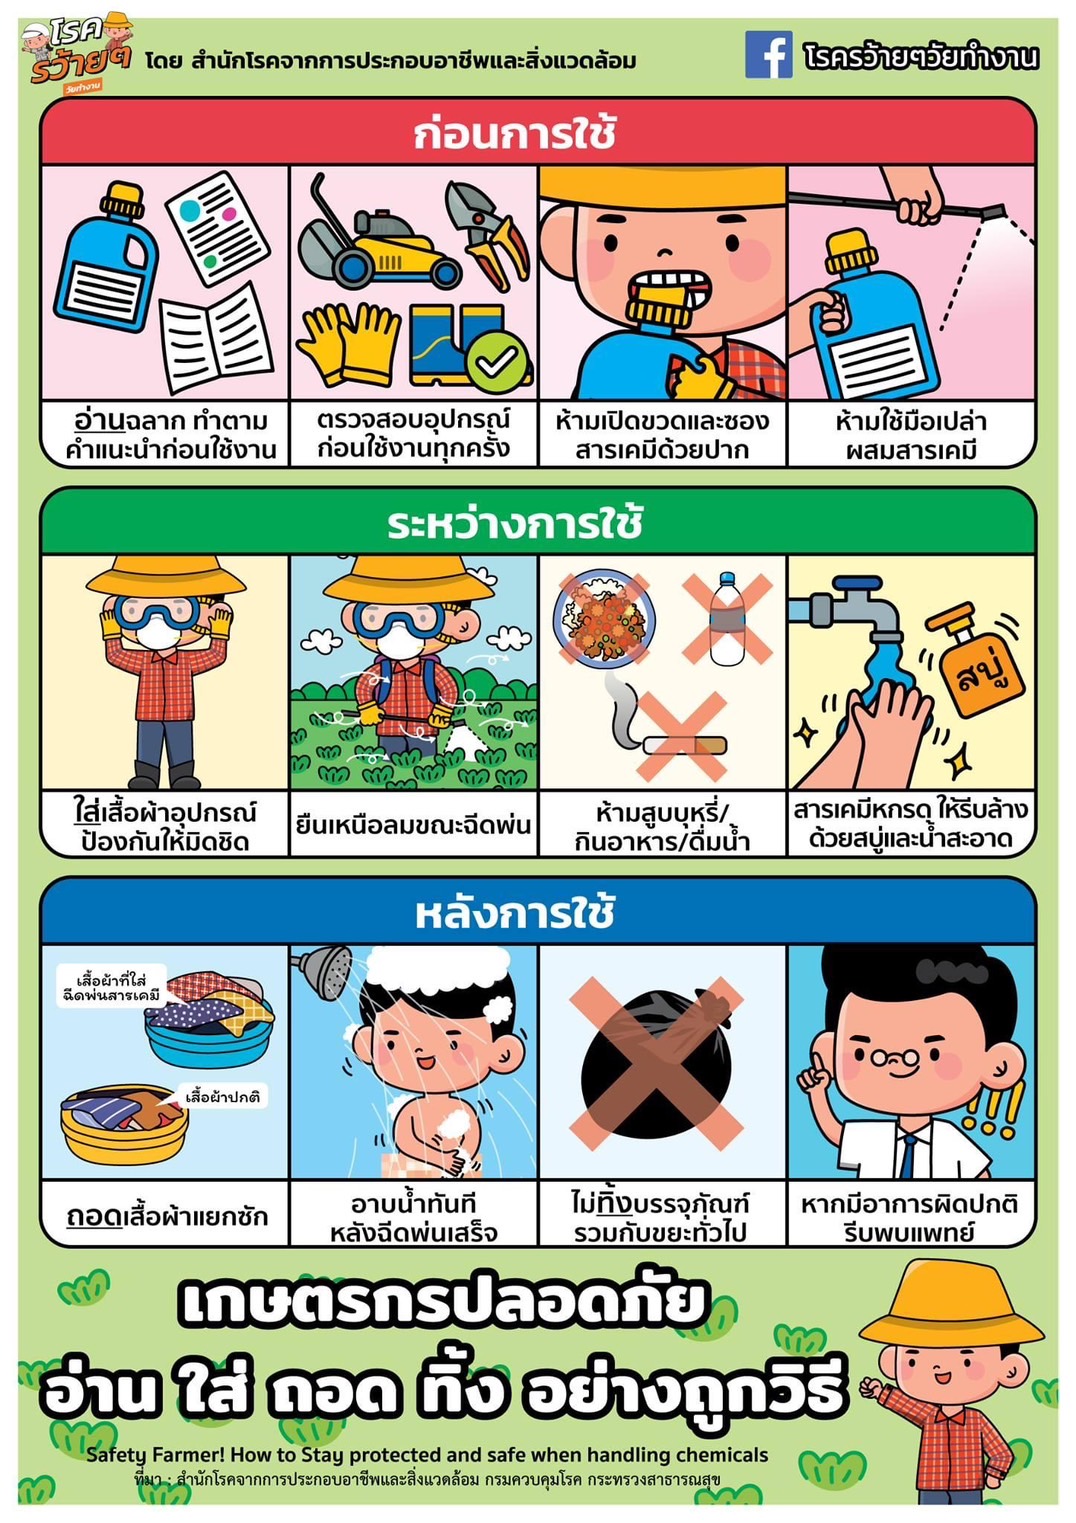 โรค
รว้ายๆ
วัยทำงาน
โดย สำนักโรคจากการประกอบอาชีพและสิ่งแวดล้อม
f
โรครว้ายๆวัยทำงาน
ก่อนการใช้
อ่านฉลาก ทำตาม
คำแนะนำก่อนใช้งาน
ตรวจสอบอุปกรณ์
ก่อนใช้งานทุกครั้ง
ห้ามเปิดขวดและซอง
สารเคมีด้วยปาก
ห้ามใช้มือเปล่า
ผสมสารเคมี
ระหว่างการใช้
สบู่
ใส่เสื้อผ้าอุปกรณ์
ป้องกันให้มิดชิด
ยืนเหนือลมขณะฉีดพ่น
ห้ามสูบบุหรี่/
กินอาหาร/ดื่มน้ำ
สารเคมีหกรด ให้รีบล้าง
ด้วยสบู่และน้ำสะอาด
หลังการใช้
เสื้อผ้าที่ใส่
ฉีดพ่นสารเคมี
เสื้อผ้าปกติ
!!!
ถอดเสื้อผ้าแยกซัก
อาบน้ำทันที
หลังฉีดพ่นเสร็จ
ไม่ทิ้งบรรจุภัณฑ์
รวมกับขยะทั่วไป
หากมีอาการผิดปกติ
รีบพบแพทย์
เกษตรกรปลอดภัย
อ่าน ใส่ ถอด ทิ้ง อย่างถูกวิธี
Safety Farmer! How to Stay protected and safe when handling chemicals
ที่มา : สำนักโรคจากการประกอบอาชีพและสิ่งแวดล้อม กรมควบคุมโรค กระทรวงสาธารณสุข